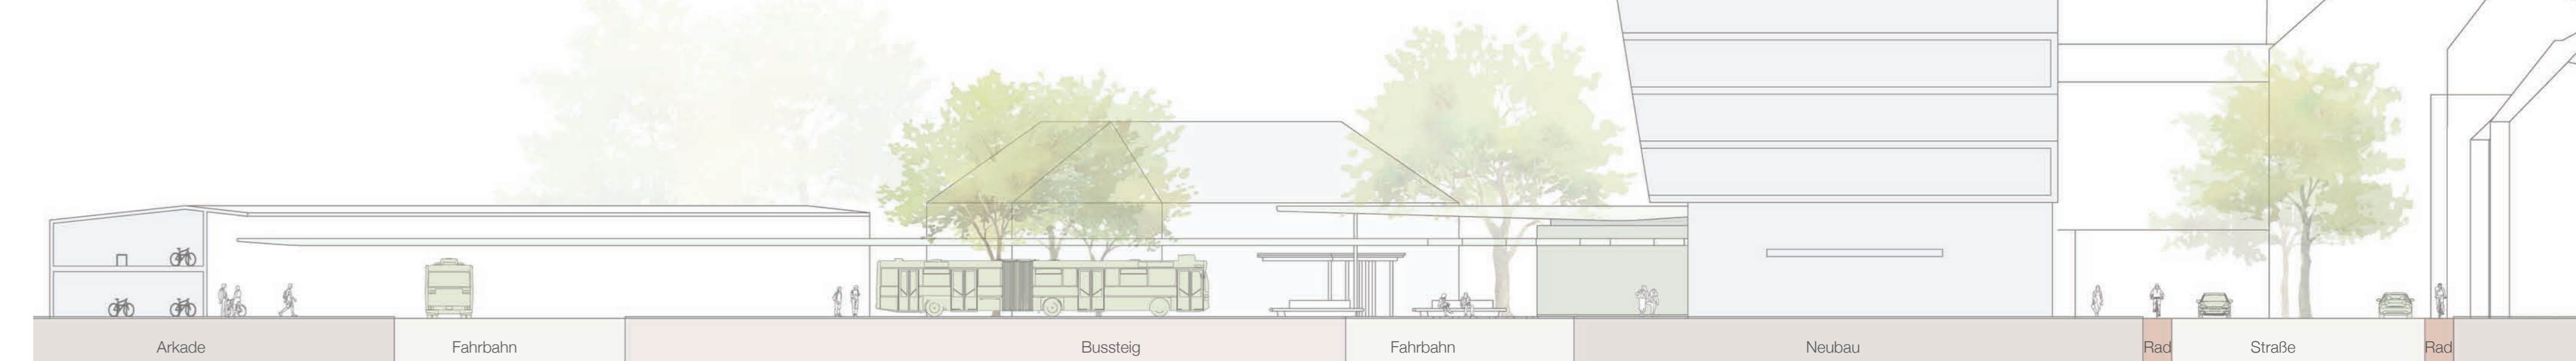 Arkade
Fahrbahn
Bussteig
Fahrbahn
Neubau
Rad
Straße
Rad